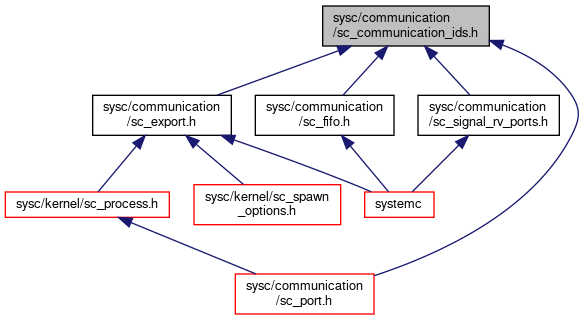 sysc/communication
/sc_communication_ids.h
sysc/communication
/sc_export.h
sysc/communication
/sc_fifo.h
sysc/communication
/sc_signal_rv_ports.h
sysc/kernel/sc_process.h
sysc/kernel/sc_spawn
_options.h
systemc
sysc/communication
/sc_port.h